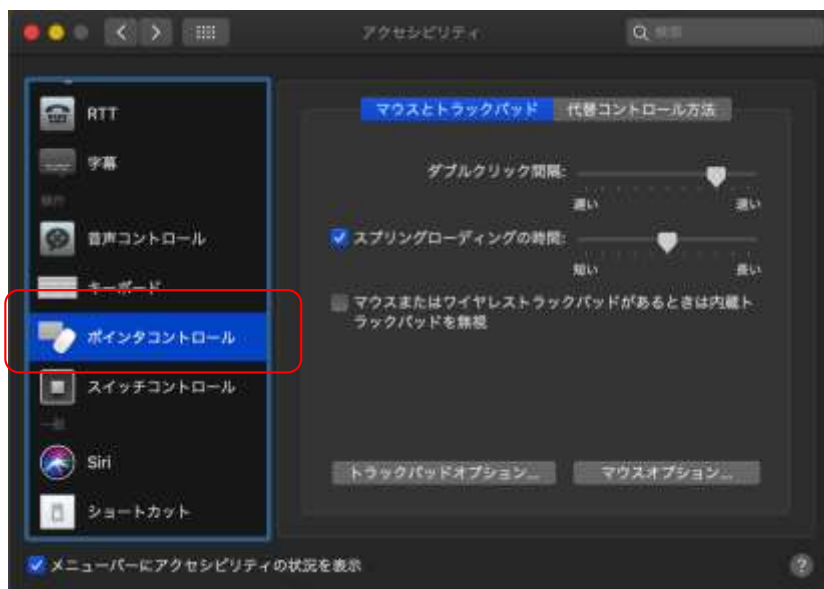 アクセシビリティ
検索
RTT
字幕
音声コントロール
キーボード
ポインタコントロール
スイッチコントロール
一般
Siri
ショートカット
マウスとトラックパッド
代替コントロール方法
ダブルクリック間隔:
遅い
速い
スプリングローディングの時間:
短い
長い
マウスまたはワイヤレストラックパッドがあるときは内蔵ト
ラックパッドを無視
トラックパッドオプション...
マウスオプション...
メニューバーにアクセシビリティの状況を表示
?